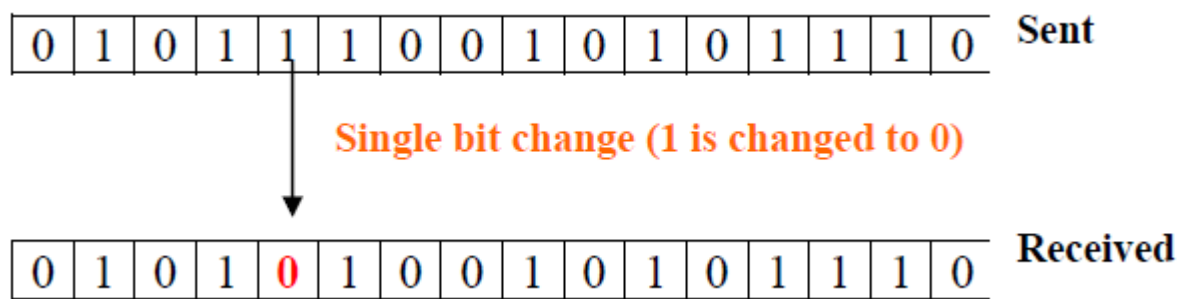 0 1 0 1 1 1 0 0 1 0 1 0 1 1 1 0 Sent
Single bit change (1 is changed to 0)
0 1 0 1 0 1 0 0 1 0 1 0 1 1 1 0 Received